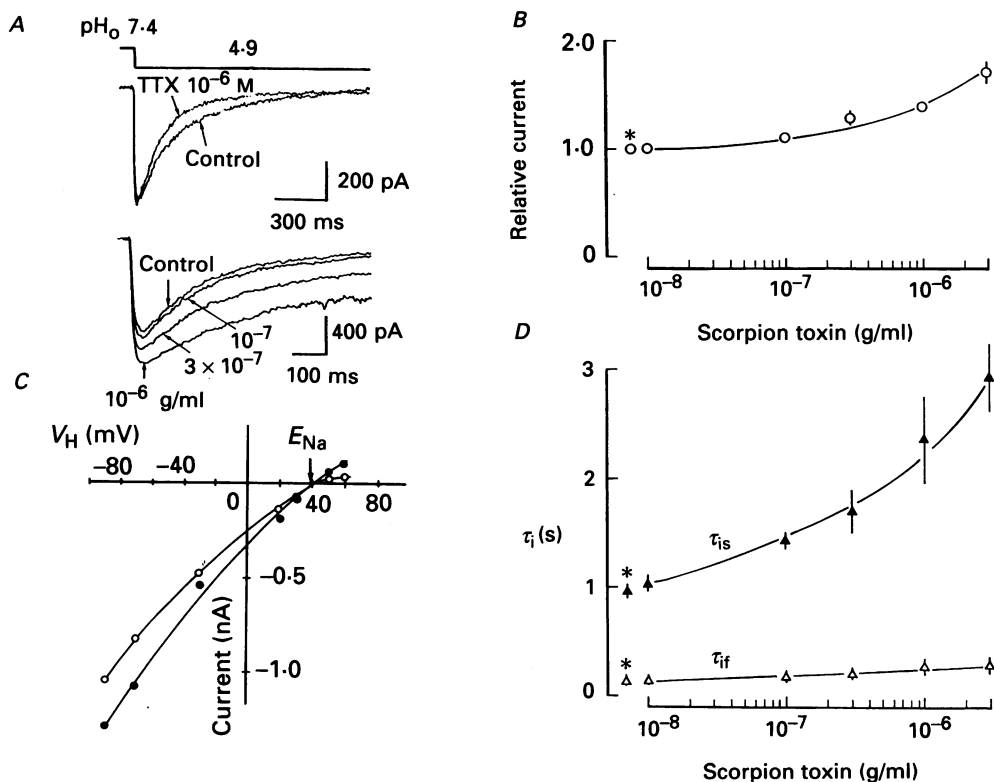 A
pHo 7·4
4·9
TTX 10⁻⁶ M
Control
200 pA
300 ms
Control
10⁻⁷
3 × 10⁻⁷
10⁻⁶ g/ml
400 pA
100 ms
B
2·0
1·0
0
Relative current
*
10⁻⁸
10⁻⁷
10⁻⁶
Scorpion toxin (g/ml)
C
VH (mV)
ENa
−80
−40
0
40
80
−0·5
−1·0
Current (nA)
D
3
2
1
0
τi (s)
τis
*
τif
*
10⁻⁸
10⁻⁷
10⁻⁶
Scorpion toxin (g/ml)